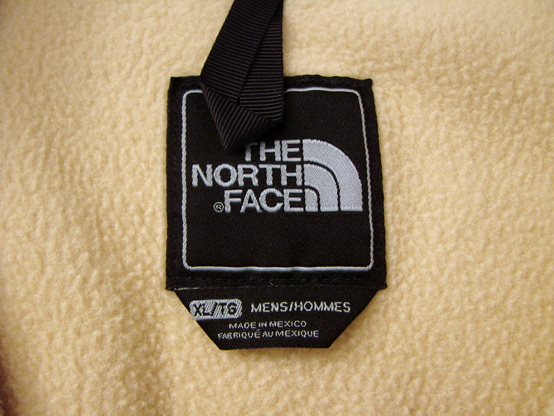 THE
NORTH
® FACE
XL/TG MENS/HOMMES
MADE IN MEXICO
FABRIQUÉ AU MEXIQUE